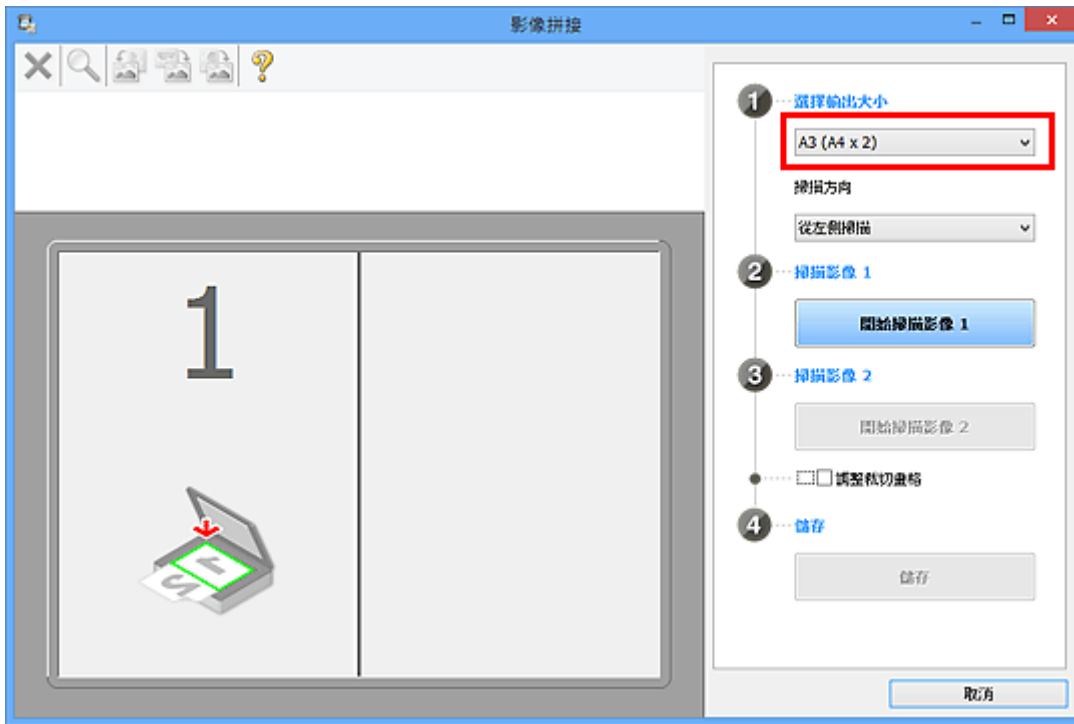 影像拼接
1 選擇輸出大小
A3 (A4 x 2)
掃描方向
從左側掃描
2 掃描影像 1
開始掃描影像 1
3 掃描影像 2
開始掃描影像 2
調整裁切畫格
4 儲存
儲存
取消
1
1
2